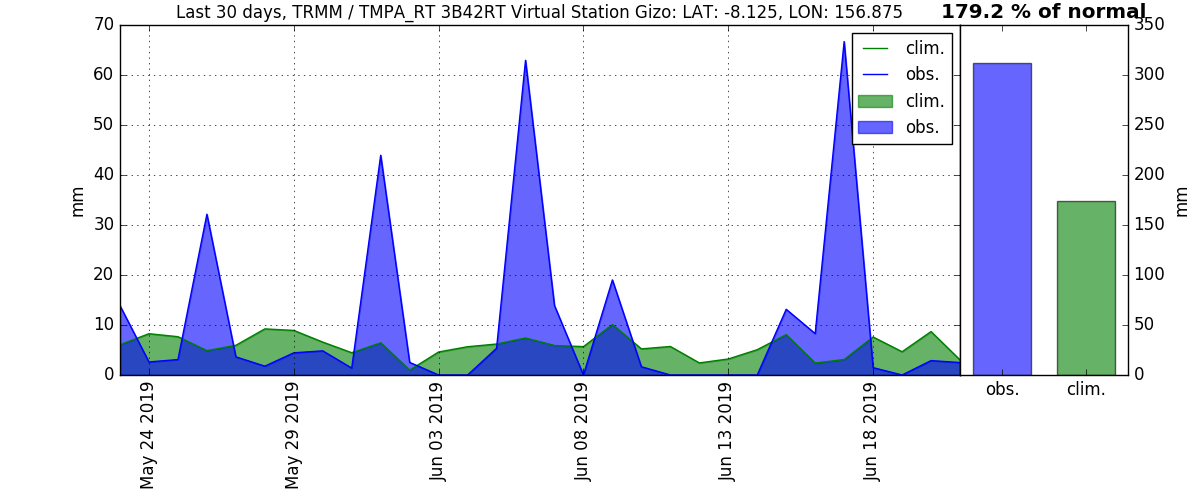 Last 30 days, TRMM / TMPA_RT 3B42RT Virtual Station Gizo: LAT: -8.125, LON: 156.875
179.2 % of normal
70
60
50
40
30
20
10
0
mm
clim.
obs.
clim.
obs.
May 24 2019
May 29 2019
Jun 03 2019
Jun 08 2019
Jun 13 2019
Jun 18 2019
350
300
250
200
150
100
50
0
mm
obs.
clim.